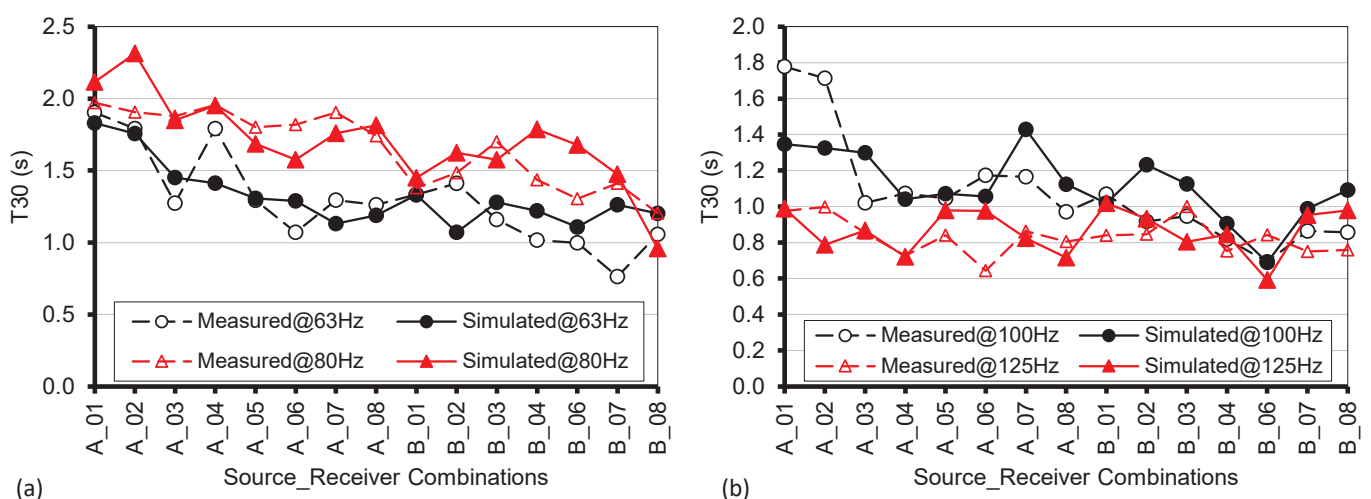 2.5
2.0
1.5
1.0
0.5
0.0
T30 (s)
Measured@63Hz
Simulated@63Hz
Measured@80Hz
Simulated@80Hz
A_01
A_02
A_03
A_04
A_05
A_06
A_07
A_08
B_01
B_02
B_03
B_04
B_06
B_07
B_08
Source_Receiver Combinations
(a)
2.0
1.8
1.6
1.4
1.2
1.0
0.8
0.6
0.4
0.2
0.0
T30 (s)
Measured@100Hz
Simulated@100Hz
Measured@125Hz
Simulated@125Hz
A_01
A_02
A_03
A_04
A_05
A_06
A_07
A_08
B_01
B_02
B_03
B_04
B_06
B_07
B_08
Source_Receiver Combinations
(b)